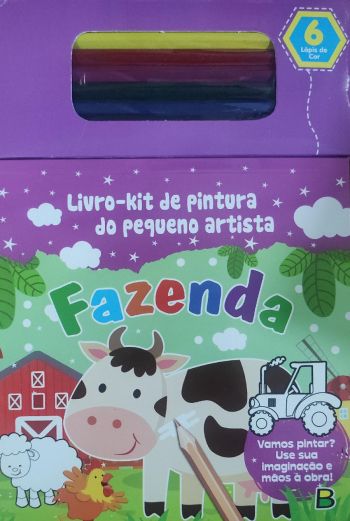 6
Lápis de
Cor
Livro-kit de pintura
do pequeno artista
Fazenda
Vamos pintar?
Use sua
imaginação e
mãos à obra!
B